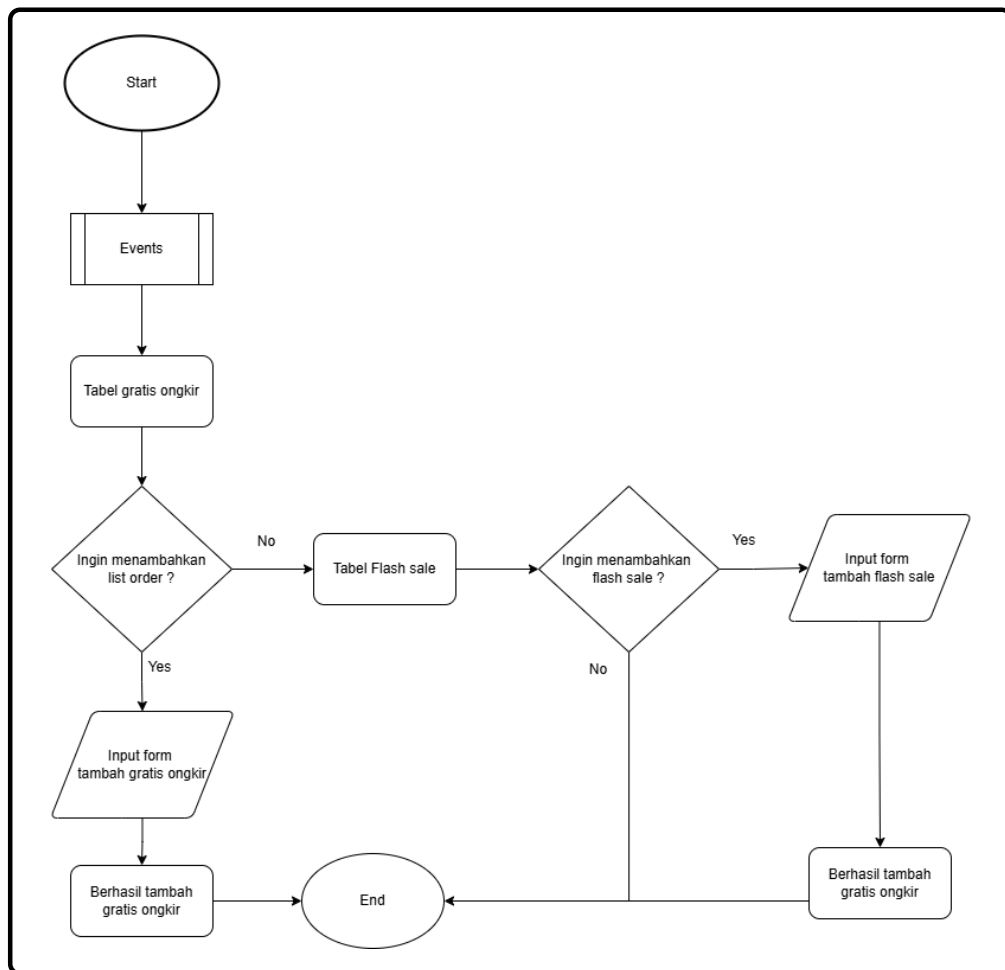 Start
Events
Tabel gratis ongkir
Ingin menambahkan
list order ?
No
Tabel Flash sale
Ingin menambahkan
flash sale ?
Yes
Input form
tambah flash sale
Yes
No
Input form
tambah gratis ongkir
Berhasil tambah
gratis ongkir
End
Berhasil tambah
gratis ongkir